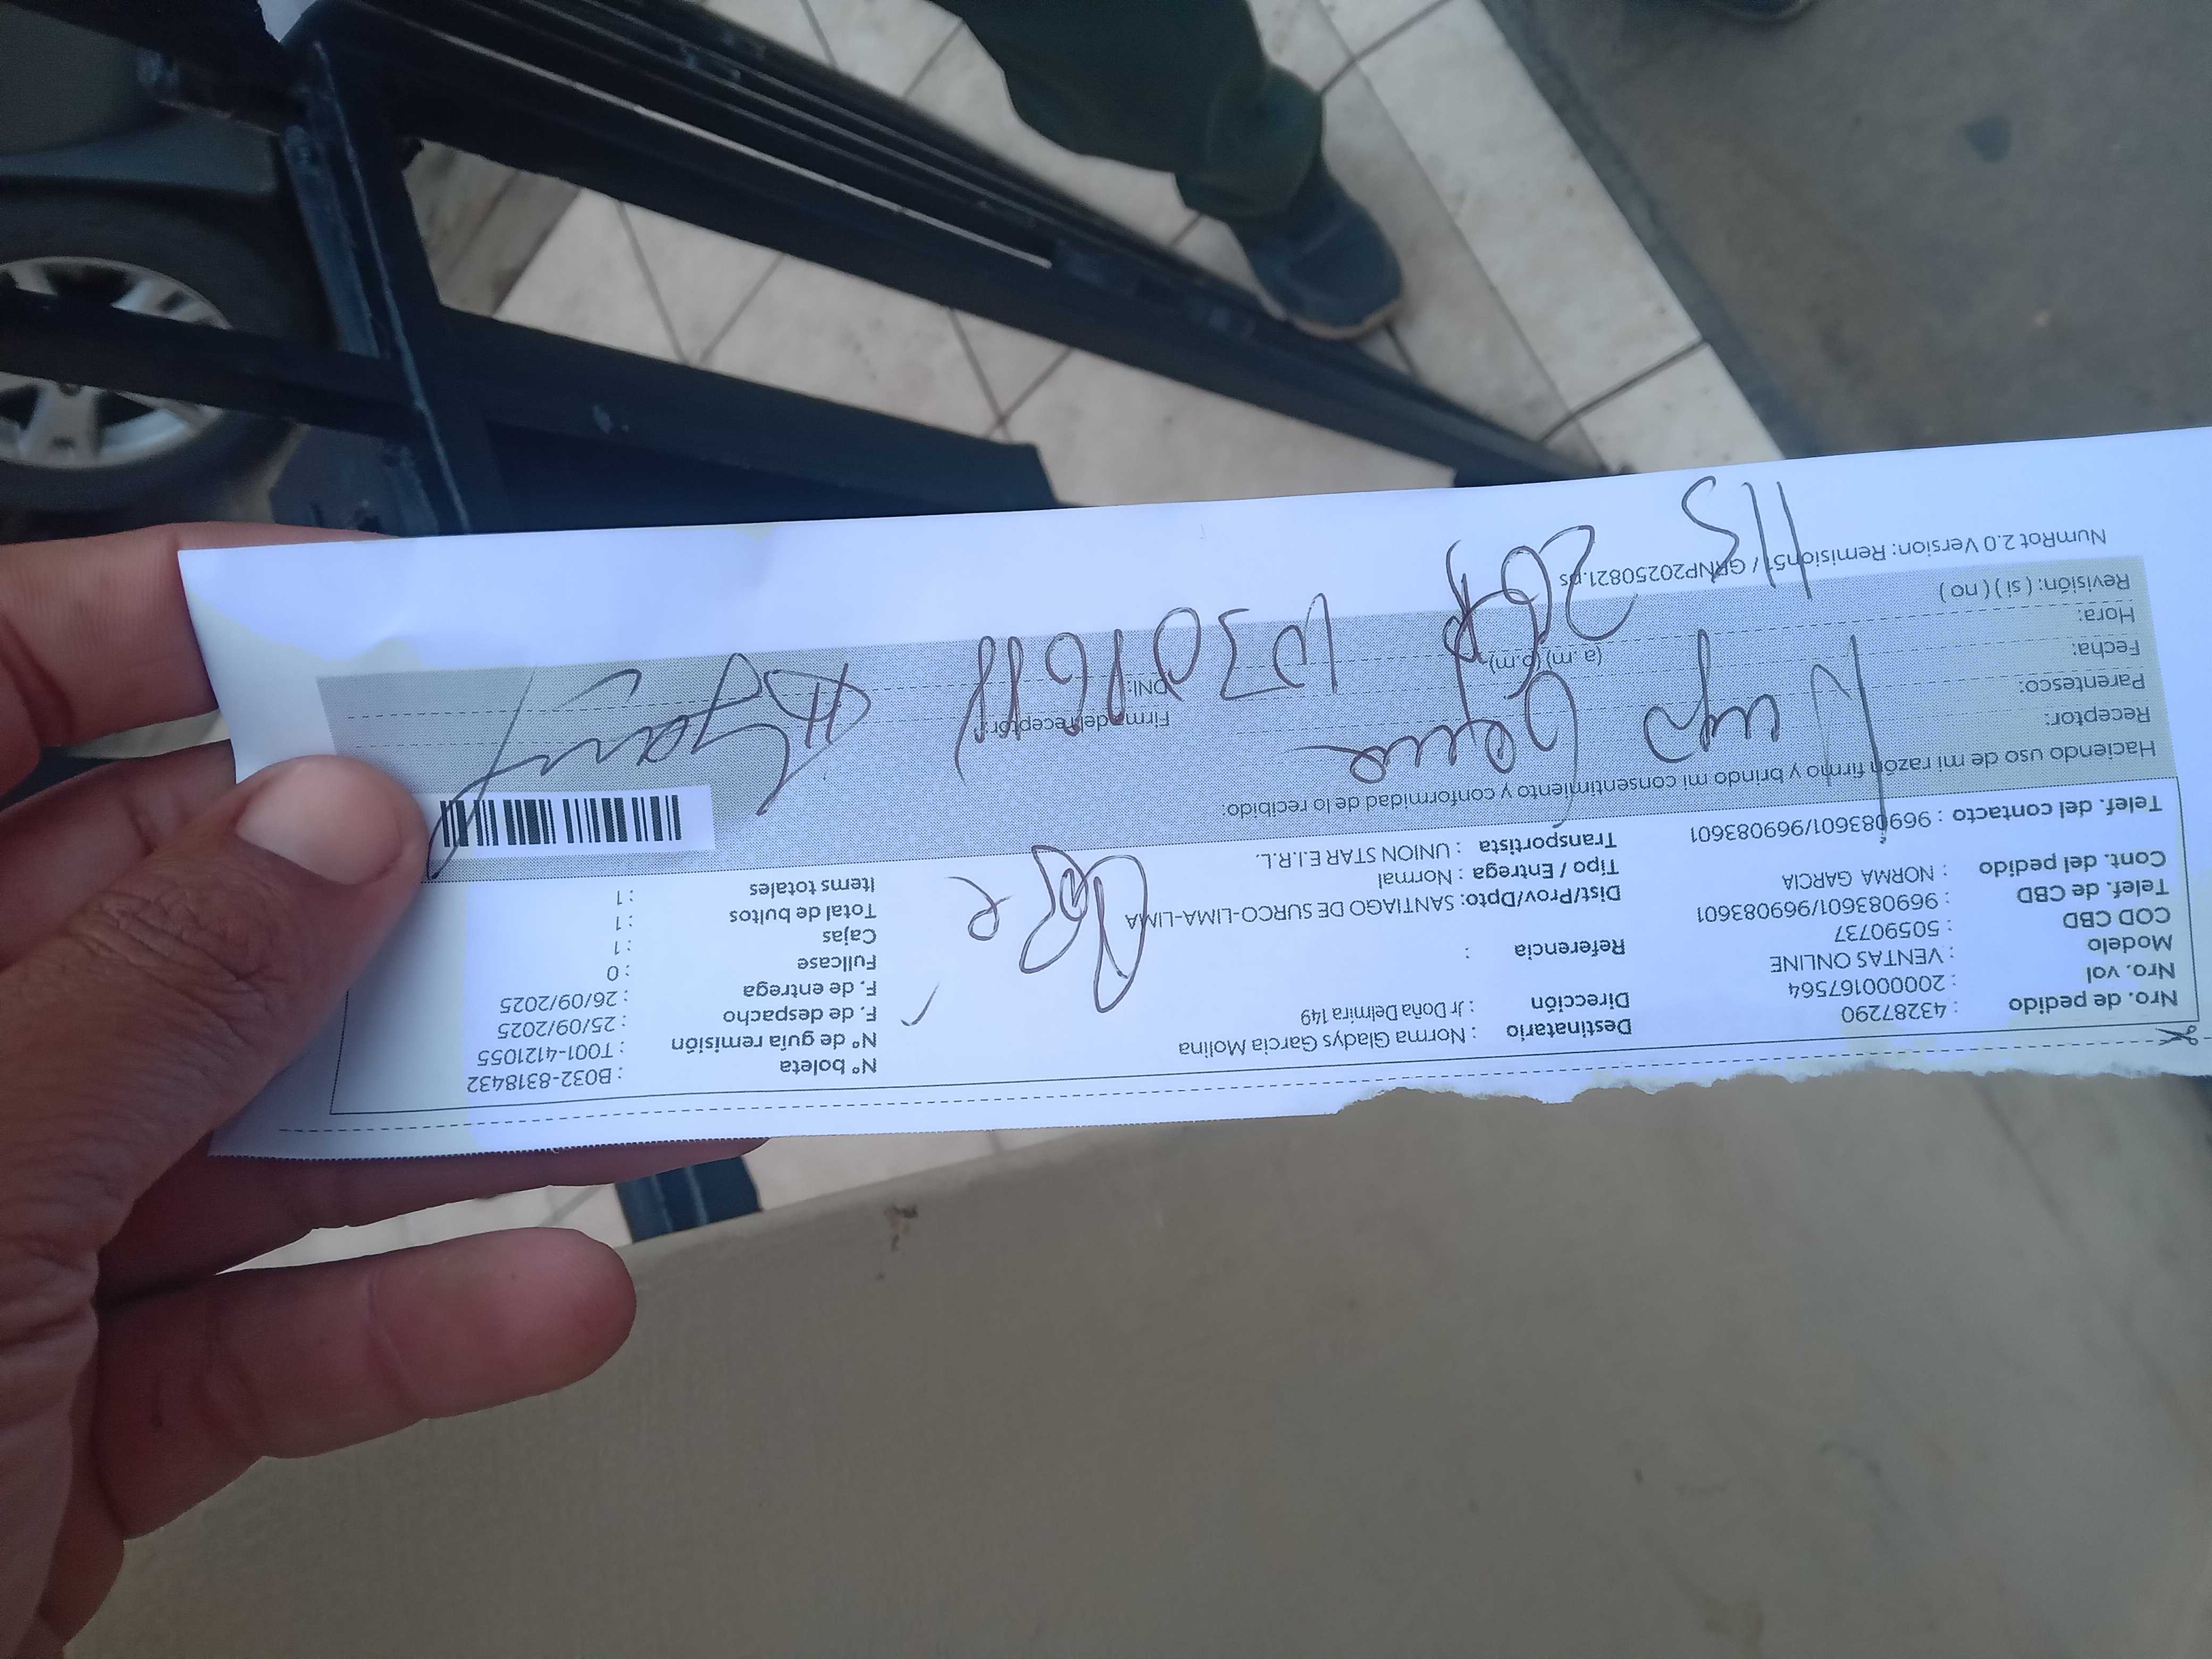 Nro. de pedido : 43287290
Nro. vol : 20000167564
Modelo : VENTAS ONLINE
COD CBD : 50590737
Telef. de CBD : 969083601/969083601
Cont. del pedido : NORMA GARCIA
Telef. del contacto : 969083601/969083601
Destinatario : Norma Gladys Garcia Molina
Dirección : Jr Doña Delmira 149
Referencia :
Dist/Prov/Dpto: SANTIAGO DE SURCO-LIMA-LIMA
Tipo / Entrega : Normal
Transportista : UNION STAR E.I.R.L.
N° boleta : B032-8318432
N° de guía remisión : T001-4121055
F. de despacho : 25/09/2025
F. de entrega : 26/09/2025
Fullcase : 0
Cajas : 1
Total de bultos : 1
Items totales : 1
Haciendo uso de mi razón firmo y brindo mi consentimiento y conformidad de lo recibido:
Receptor:
Parentesco:
Fecha:
Hora: (a.m) (p.m)
Revisión: ( si ) ( no )
Firma del receptor:
DNI:
NumRot 2.0 Version: Remision5 / GRNP20250821.ps
115